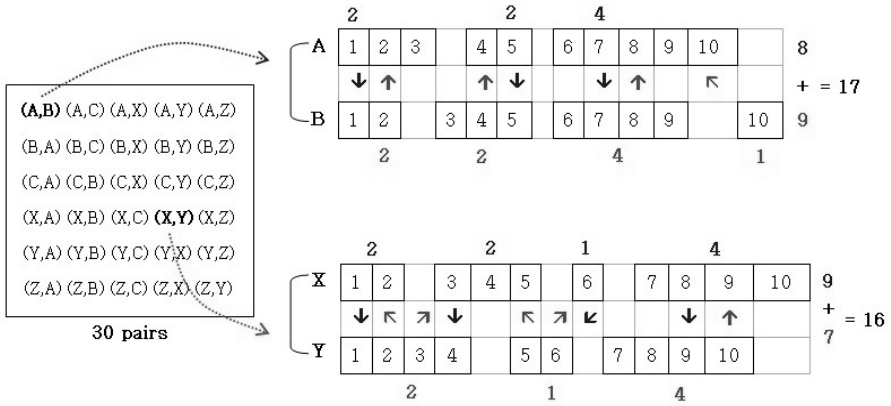 2 2 4
A 1 2 3 4 5 6 7 8 9 10 8
+ = 17
B 1 2 3 4 5 6 7 8 9 10 9
2 2 4 1
(A,B) (A,C) (A,X) (A,Y) (A,Z)
(B,A) (B,C) (B,X) (B,Y) (B,Z)
(C,A) (C,B) (C,X) (C,Y) (C,Z)
(X,A) (X,B) (X,C) (X,Y) (X,Z)
(Y,A) (Y,B) (Y,C) (Y,X) (Y,Z)
(Z,A) (Z,B) (Z,C) (Z,X) (Z,Y)
30 pairs
2 2 1 4
X 1 2 3 4 5 6 7 8 9 10 9
+ = 16
Y 1 2 3 4 5 6 7 8 9 10 7
2 1 4